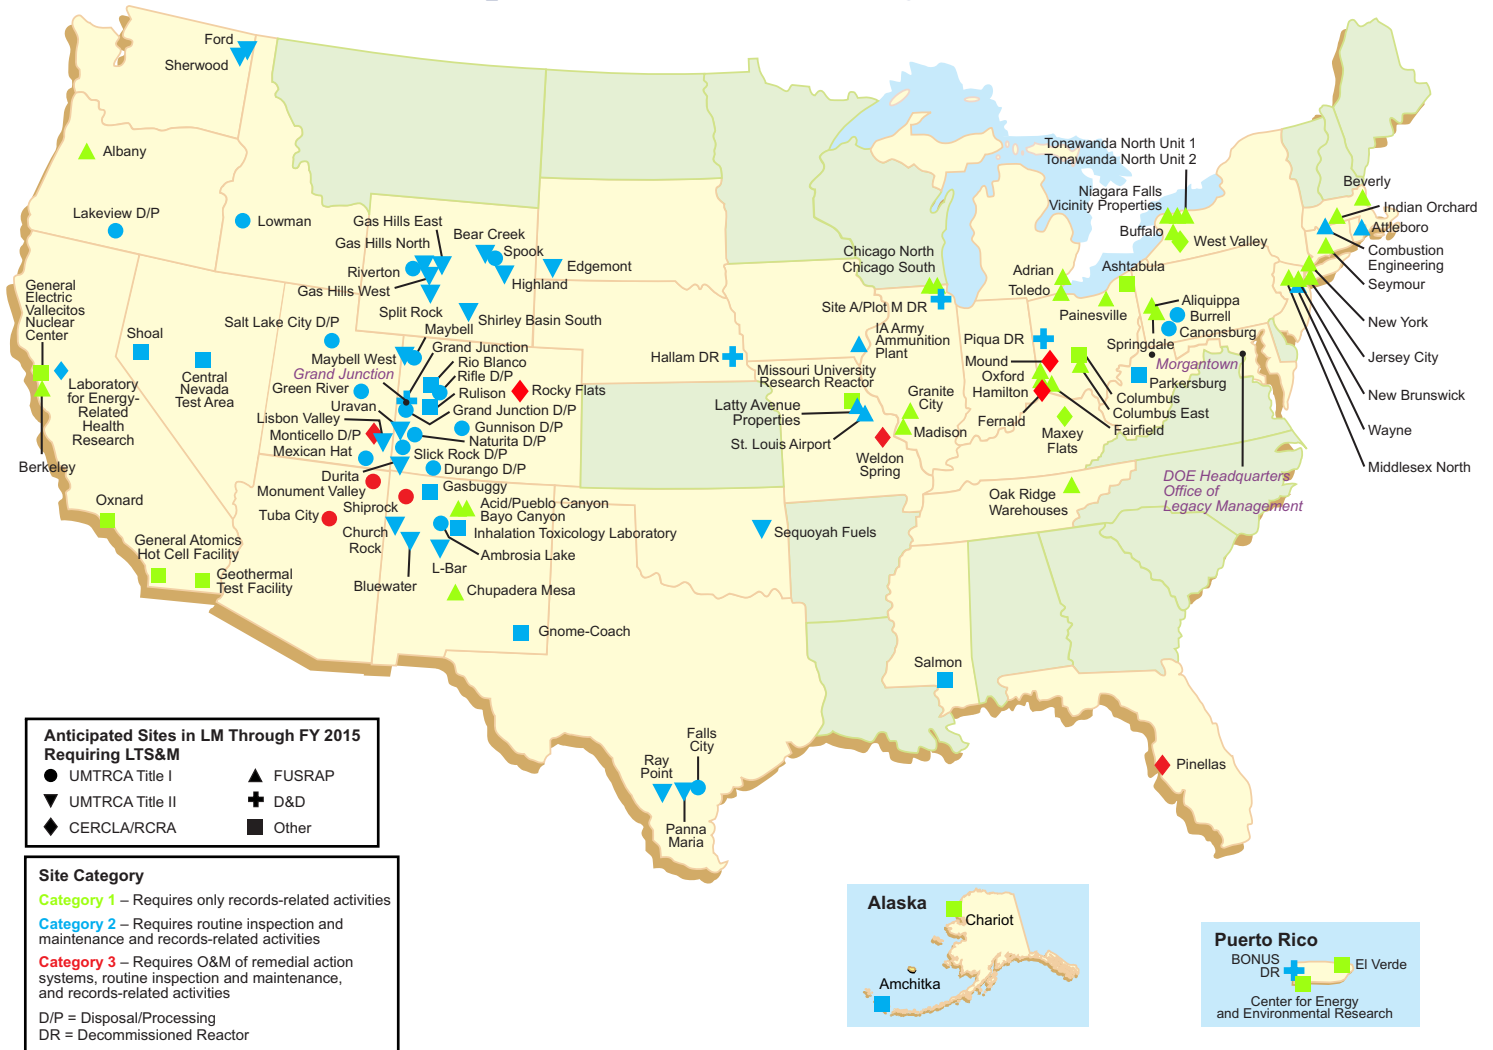 Ford
Sherwood
Albany
Lakeview D/P
Lowman
Gas Hills East
Gas Hills North
Bear Creek
Spook
Riverton
Highland
Edgemont
Gas Hills West
Split Rock
Shirley Basin South
General
Electric
Vallecitos
Nuclear
Center
Shoal
Salt Lake City D/P
Maybell
Maybell West
Grand Junction
Grand Junction
Rio Blanco
Rifle D/P
Rulison
Green River
Rocky Flats
Central
Nevada
Test Area
Laboratory
for Energy-
Related
Health
Research
Berkeley
Uravan
Grand Junction D/P
Lisbon Valley
Gunnison D/P
Monticello D/P
Naturita D/P
Mexican Hat
Slick Rock D/P
Durita
Durango D/P
Monument Valley
Gasbuggy
Shiprock
Tuba City
Acid/Pueblo Canyon
Bayo Canyon
Church
Rock
Inhalation Toxicology Laboratory
Ambrosia Lake
L-Bar
Bluewater
Chupadera Mesa
Gnome-Coach
Oxnard
General Atomics
Hot Cell Facility
Geothermal
Test Facility
Hallam DR
Chicago North
Chicago South
Site A/Plot M DR
IA Army
Ammunition
Plant
Missouri University
Research Reactor
Latty Avenue
Properties
St. Louis Airport
Granite
City
Madison
Weldon
Spring
Sequoyah Fuels
Salmon
Ray
Point
Falls
City
Panna
Maria
Adrian
Toledo
Painesville
Ashtabula
Piqua DR
Mound
Oxford
Hamilton
Fernald
Maxey
Flats
Columbus
Columbus East
Fairfield
Oak Ridge
Warehouses
Tonawanda North Unit 1
Tonawanda North Unit 2
Niagara Falls
Vicinity Properties
Buffalo
West Valley
Aliquippa
Burrell
Canonsburg
Springdale
Morgantown
Parkersburg
DOE Headquarters
Office of
Legacy Management
Beverly
Indian Orchard
Attleboro
Combustion
Engineering
Seymour
New York
Jersey City
New Brunswick
Wayne
Middlesex North
Pinellas
Anticipated Sites in LM Through FY 2015
Requiring LTS&M
UMTRCA Title I
FUSRAP
UMTRCA Title II
D&D
CERCLA/RCRA
Other
Site Category
Category 1 – Requires only records-related activities
Category 2 – Requires routine inspection and
maintenance and records-related activities
Category 3 – Requires O&M of remedial action
systems, routine inspection and maintenance,
and records-related activities
D/P = Disposal/Processing
DR = Decommissioned Reactor
Alaska
Chariot
Amchitka
Puerto Rico
BONUS
DR
El Verde
Center for Energy
and Environmental Research